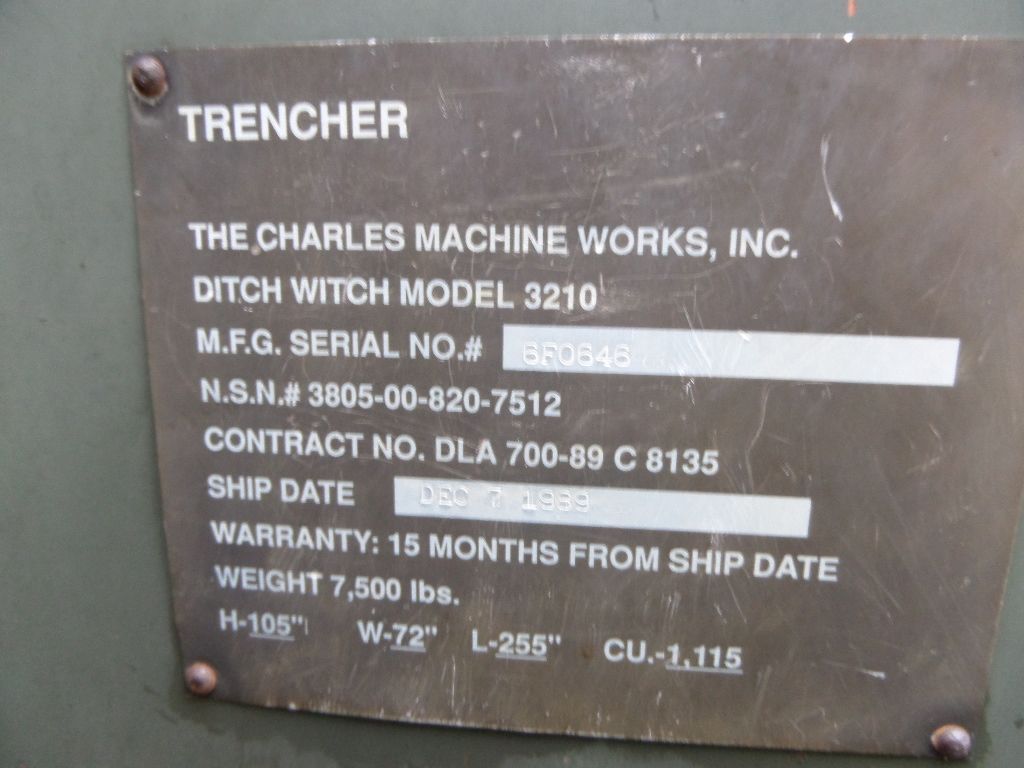 TRENCHER
THE CHARLES MACHINE WORKS, INC.
DITCH WITCH MODEL 3210
M.F.G. SERIAL NO.# 6F0646
N.S.N.# 3805-00-820-7512
CONTRACT NO. DLA 700-89 C 8135
SHIP DATE DEC 7 1989
WARRANTY: 15 MONTHS FROM SHIP DATE
WEIGHT 7,500 lbs.
H-105" W-72" L-255" CU.-1,115